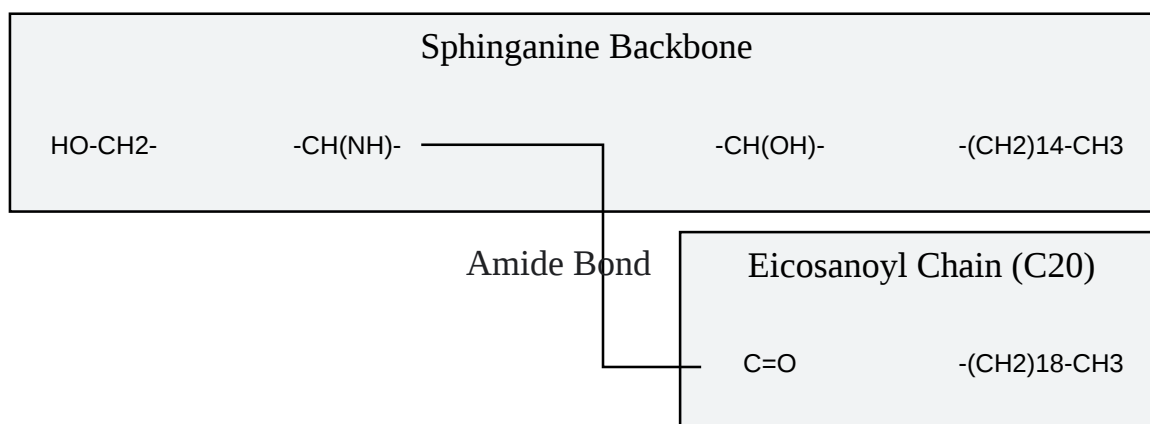 Sphinganine Backbone
HO-CH2-
-CH(NH)-
-CH(OH)-
-(CH2)14-CH3
Amide Bond
Eicosanoyl Chain (C20)
C=O
-(CH2)18-CH3